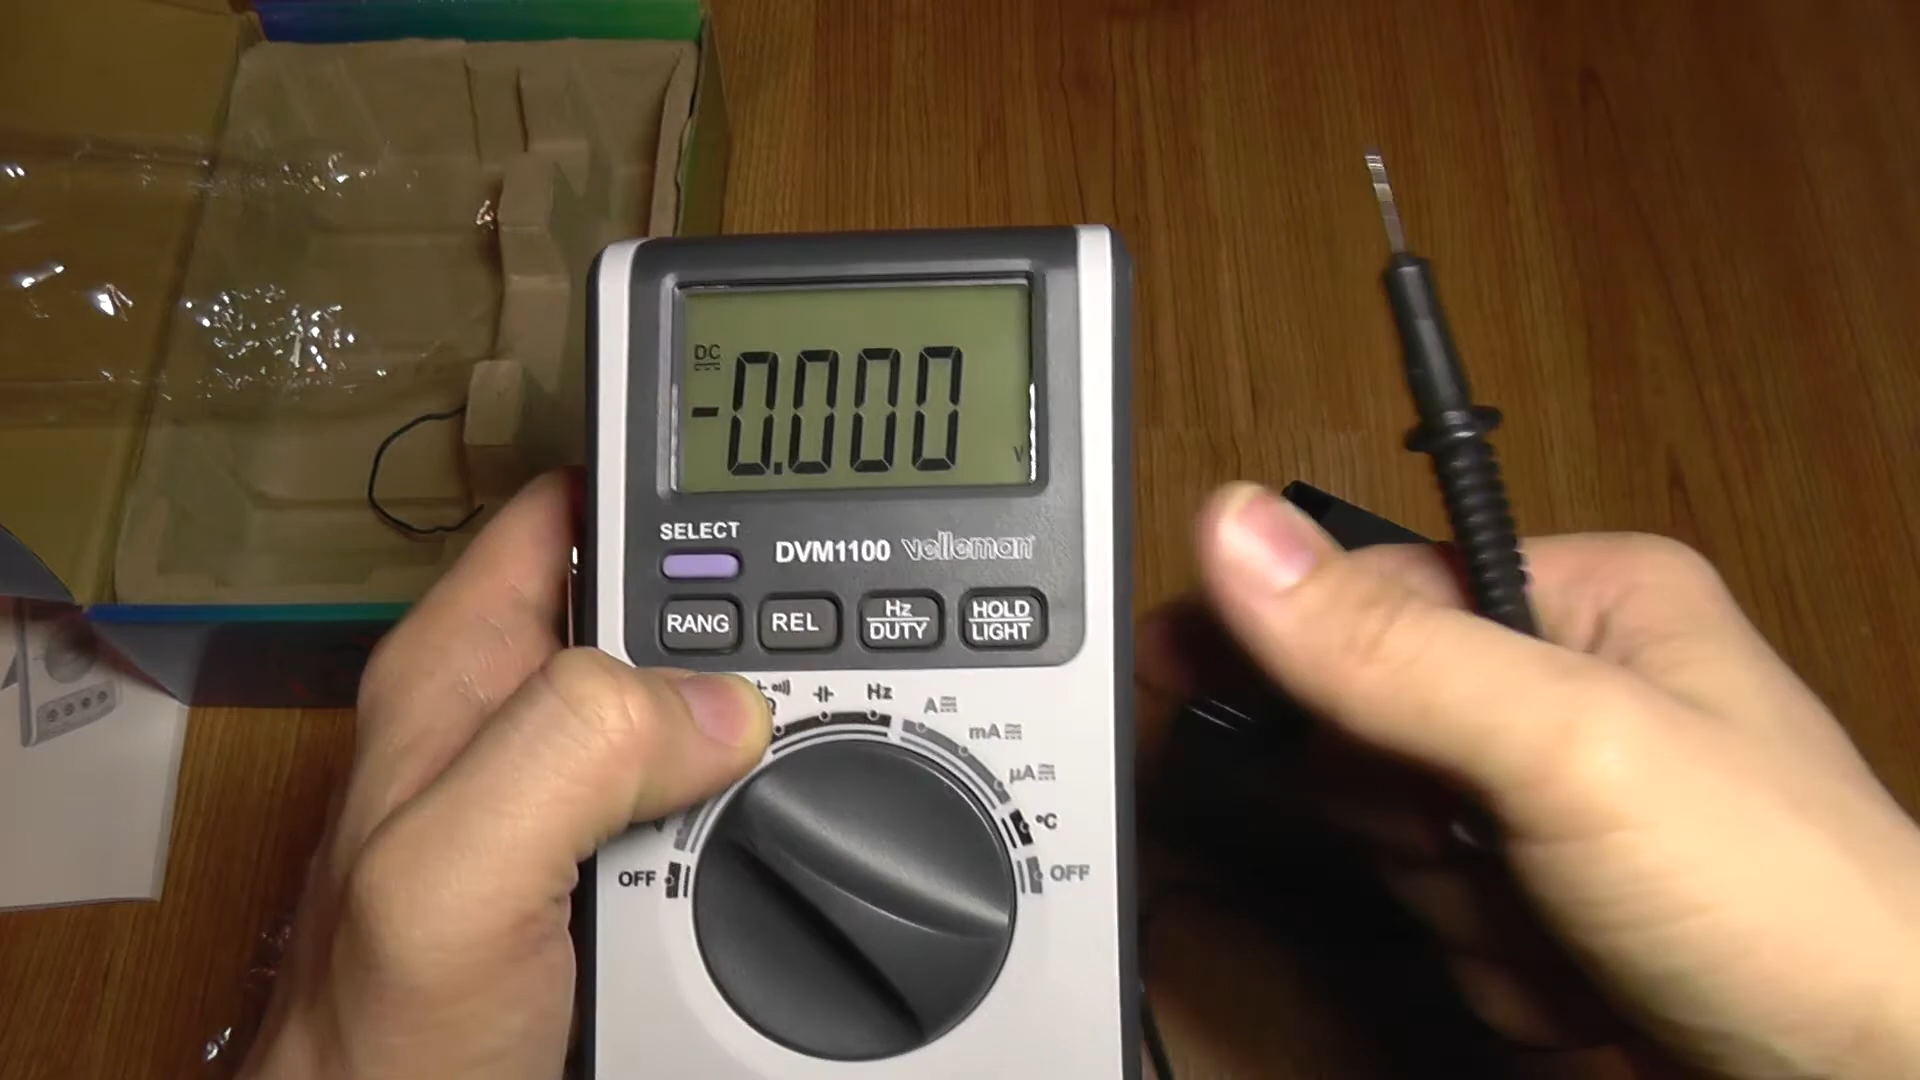 DC
-0.000
V
SELECT
DVM1100 velleman
RANG
REL
Hz
DUTY
HOLD
LIGHT
Hz
A
mA
µA
°C
OFF
OFF